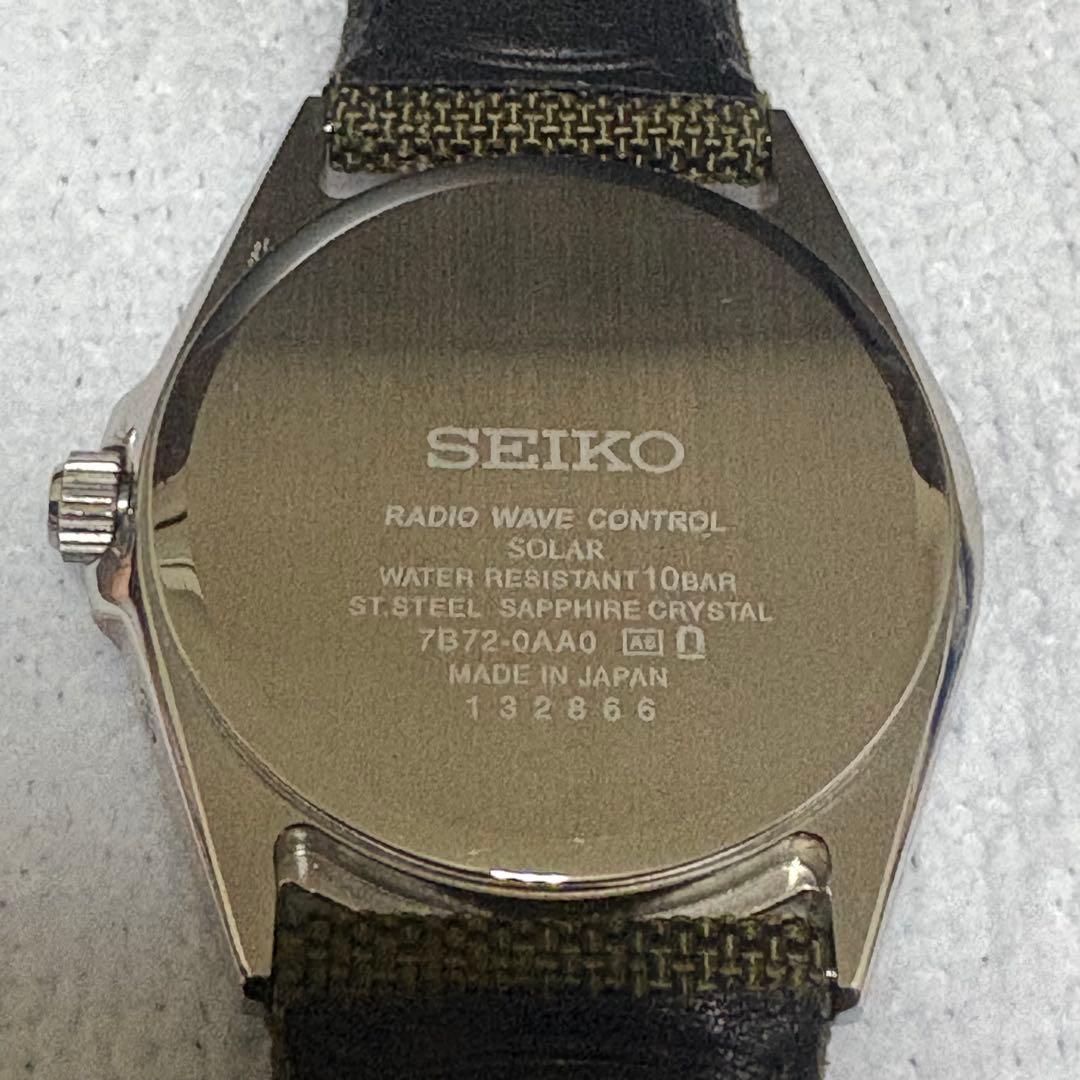 SEIKO
RADIO WAVE CONTROL
SOLAR
WATER RESISTANT 10BAR
ST.STEEL SAPPHIRE CRYSTAL
7B72-0AA0
MADE IN JAPAN
132866